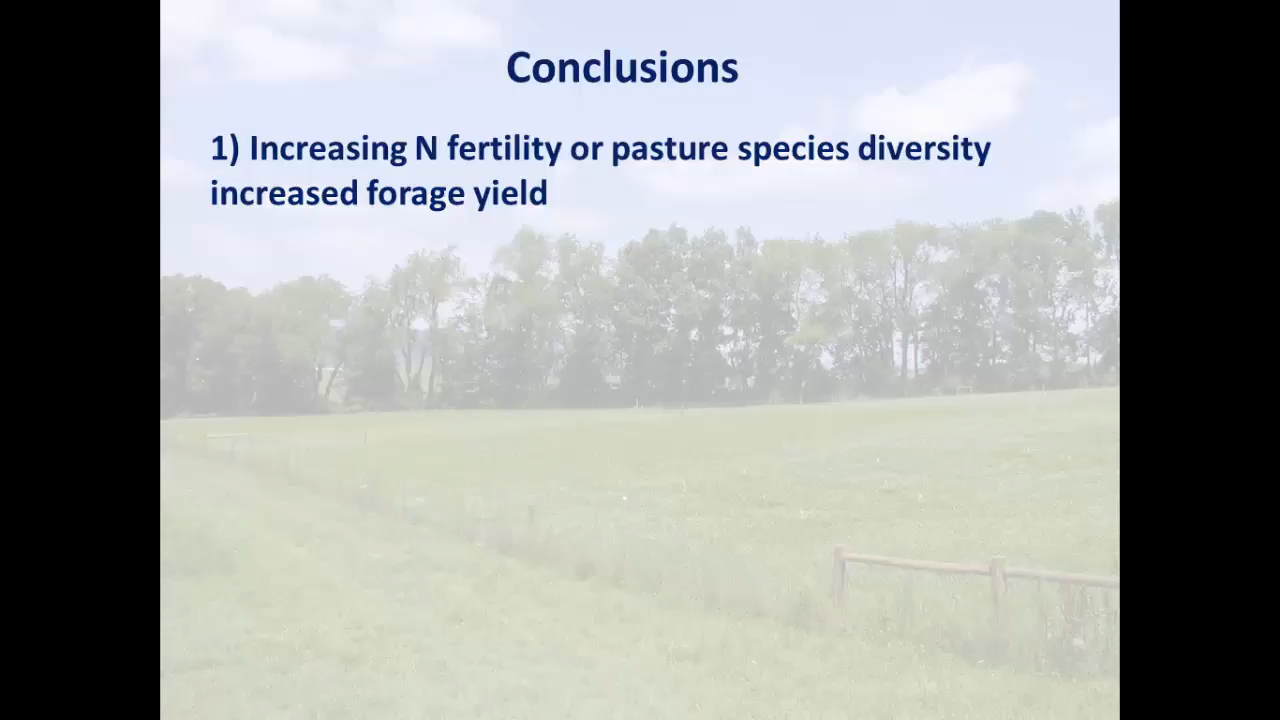 Conclusions
1) Increasing N fertility or pasture species diversity
increased forage yield